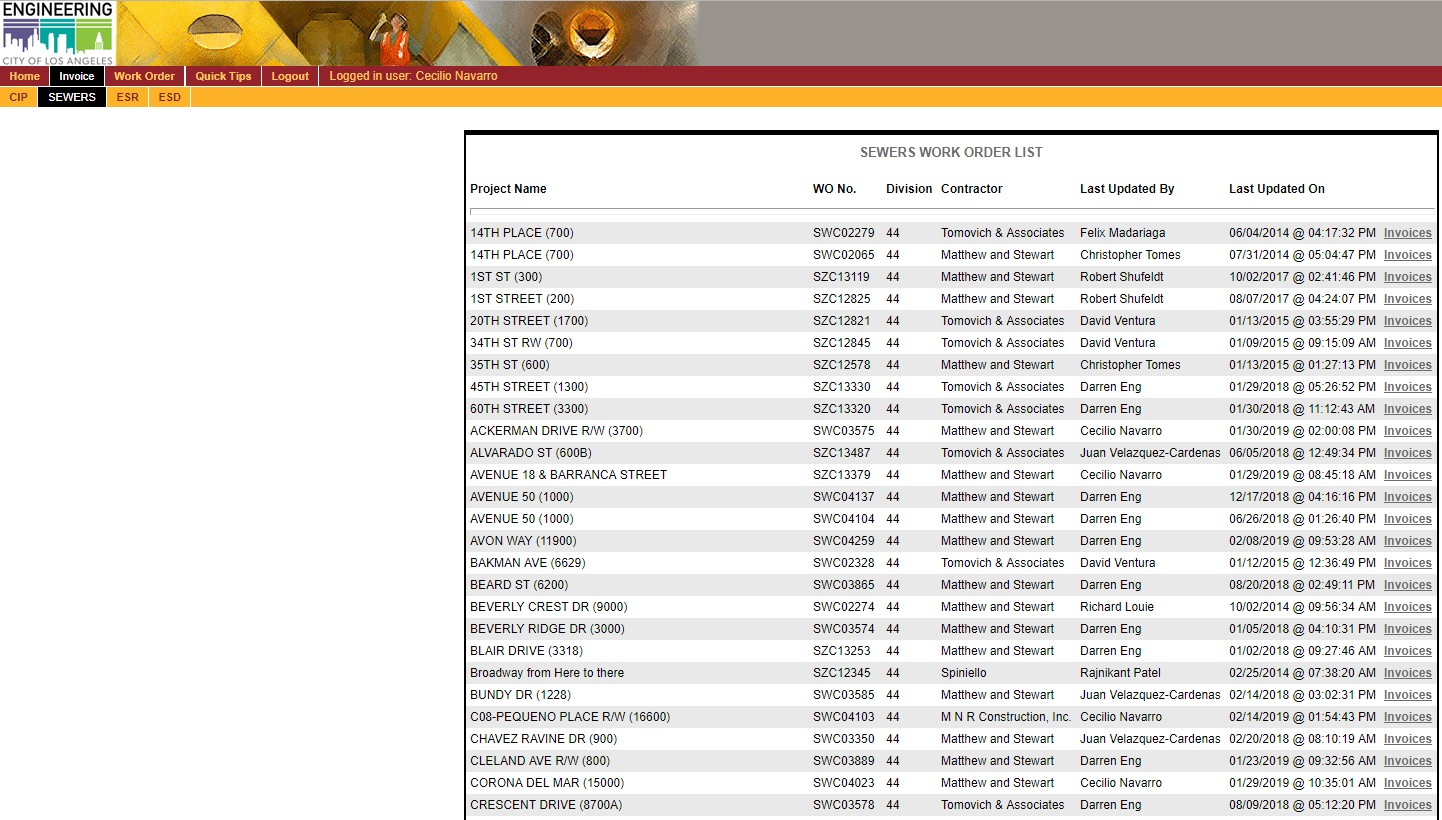 ENGINEERING
CITY OF LOS ANGELES
Home Invoice Work Order Quick Tips Logout Logged in user: Cecilio Navarro
CIP SEWERS ESR ESD
SEWERS WORK ORDER LIST
Project Name WO No. Division Contractor Last Updated By Last Updated On
14TH PLACE (700) SWC02279 44 Tomovich & Associates Felix Madariaga 06/04/2014 @ 04:17:32 PM Invoices
14TH PLACE (700) SWC02065 44 Matthew and Stewart Christopher Tomes 07/31/2014 @ 05:04:47 PM Invoices
1ST ST (300) SZC13119 44 Matthew and Stewart Robert Shufeldt 10/02/2017 @ 02:41:46 PM Invoices
1ST STREET (200) SZC12825 44 Matthew and Stewart Robert Shufeldt 08/07/2017 @ 04:24:07 PM Invoices
20TH STREET (1700) SZC12821 44 Tomovich & Associates David Ventura 01/13/2015 @ 03:55:29 PM Invoices
34TH ST RW (700) SZC12845 44 Tomovich & Associates David Ventura 01/09/2015 @ 09:15:09 AM Invoices
35TH ST (600) SZC12578 44 Matthew and Stewart Christopher Tomes 01/13/2015 @ 01:27:13 PM Invoices
45TH STREET (1300) SZC13330 44 Tomovich & Associates Darren Eng 01/29/2018 @ 05:26:52 PM Invoices
60TH STREET (3300) SZC13320 44 Tomovich & Associates Darren Eng 01/30/2018 @ 11:12:43 AM Invoices
ACKERMAN DRIVE R/W (3700) SWC03575 44 Matthew and Stewart Cecilio Navarro 01/30/2019 @ 02:00:08 PM Invoices
ALVARADO ST (600B) SZC13487 44 Tomovich & Associates Juan Velazquez-Cardenas 06/05/2018 @ 12:49:34 PM Invoices
AVENUE 18 & BARRANCA STREET SZC13379 44 Matthew and Stewart Cecilio Navarro 01/29/2019 @ 08:45:18 AM Invoices
AVENUE 50 (1000) SWC04137 44 Matthew and Stewart Darren Eng 12/17/2018 @ 04:16:16 PM Invoices
AVENUE 50 (1000) SWC04104 44 Matthew and Stewart Darren Eng 06/26/2018 @ 01:26:40 PM Invoices
AVON WAY (11900) SWC04259 44 Matthew and Stewart Darren Eng 02/08/2019 @ 09:53:28 AM Invoices
BAKMAN AVE (6629) SWC02328 44 Tomovich & Associates David Ventura 01/12/2015 @ 12:36:49 PM Invoices
BEARD ST (6200) SWC03865 44 Matthew and Stewart Darren Eng 08/20/2018 @ 02:49:11 PM Invoices
BEVERLY CREST DR (9000) SWC02274 44 Matthew and Stewart Richard Louie 10/02/2014 @ 09:56:34 AM Invoices
BEVERLY RIDGE DR (3000) SWC03574 44 Matthew and Stewart Darren Eng 01/05/2018 @ 04:10:31 PM Invoices
BLAIR DRIVE (3318) SZC13253 44 Matthew and Stewart Darren Eng 01/02/2018 @ 09:27:46 AM Invoices
Broadway from Here to there SZC12345 44 Spiniello Rajnikant Patel 02/25/2014 @ 07:38:20 AM Invoices
BUNDY DR (1228) SWC03585 44 Matthew and Stewart Juan Velazquez-Cardenas 02/14/2018 @ 03:02:31 PM Invoices
C08-PEQUENO PLACE R/W (16600) SWC04103 44 M N R Construction, Inc. Cecilio Navarro 02/14/2019 @ 01:54:43 PM Invoices
CHAVEZ RAVINE DR (900) SWC03350 44 Matthew and Stewart Juan Velazquez-Cardenas 02/20/2018 @ 08:10:19 AM Invoices
CLELAND AVE R/W (800) SWC03889 44 Matthew and Stewart Darren Eng 01/23/2019 @ 09:32:56 AM Invoices
CORONA DEL MAR (15000) SWC04023 44 Matthew and Stewart Cecilio Navarro 01/29/2019 @ 10:35:01 AM Invoices
CRESCENT DRIVE (8700A) SWC03578 44 Tomovich & Associates Darren Eng 08/09/2018 @ 05:12:20 PM Invoices